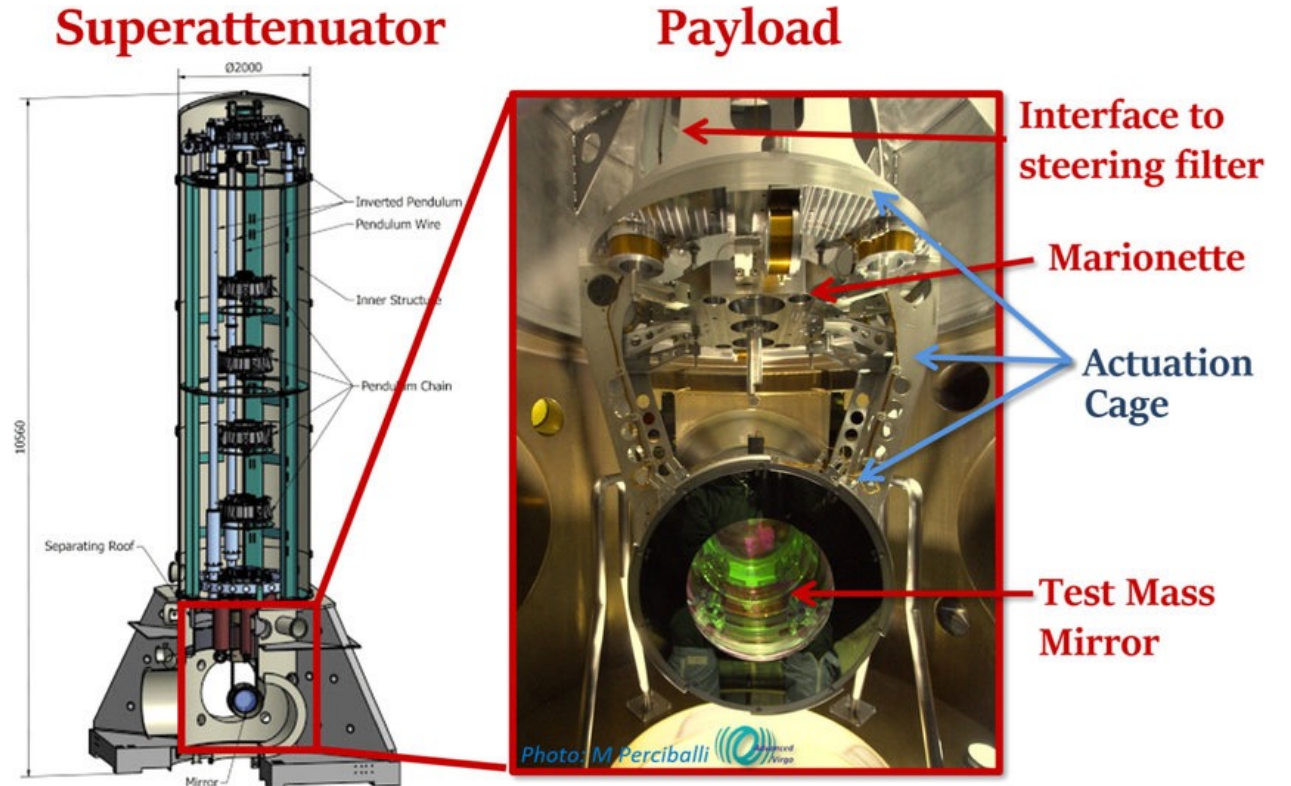 Superattenuator
Payload
Ø2000
10560
Inverted Pendulum
Pendulum Wire
Inner Structure
Pendulum Chain
Separating Roof
Mirror
Interface to
steering filter
Marionette
Actuation
Cage
Test Mass
Mirror
Photo: M Perciballi
Advanced
Virgo